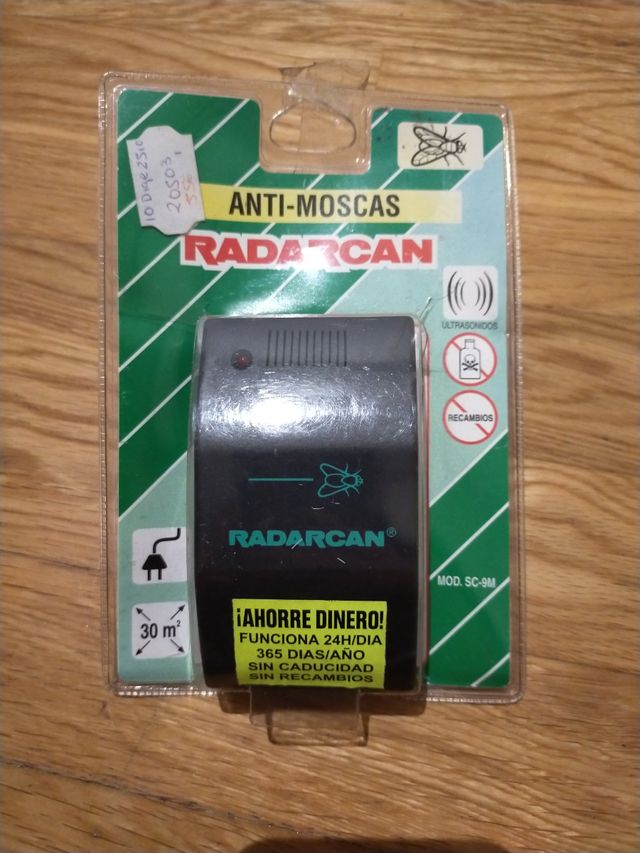 20503
ANTI-MOSCAS
RADARCAN
ULTRASONIDOS
RECAMBIOS
RADARCAN®
MOD. SC-9M
30 m²
¡AHORRE DINERO!
FUNCIONA 24H/DIA
365 DIAS/AÑO
SIN CADUCIDAD
SIN RECAMBIOS